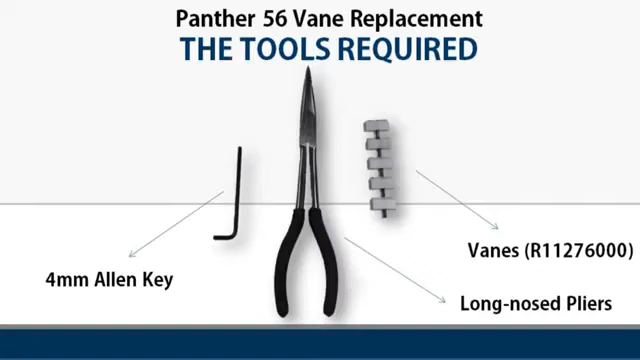 Panther 56 Vane Replacement
THE TOOLS REQUIRED
Vanes (R11276000)
4mm Allen Key
Long-nosed Pliers